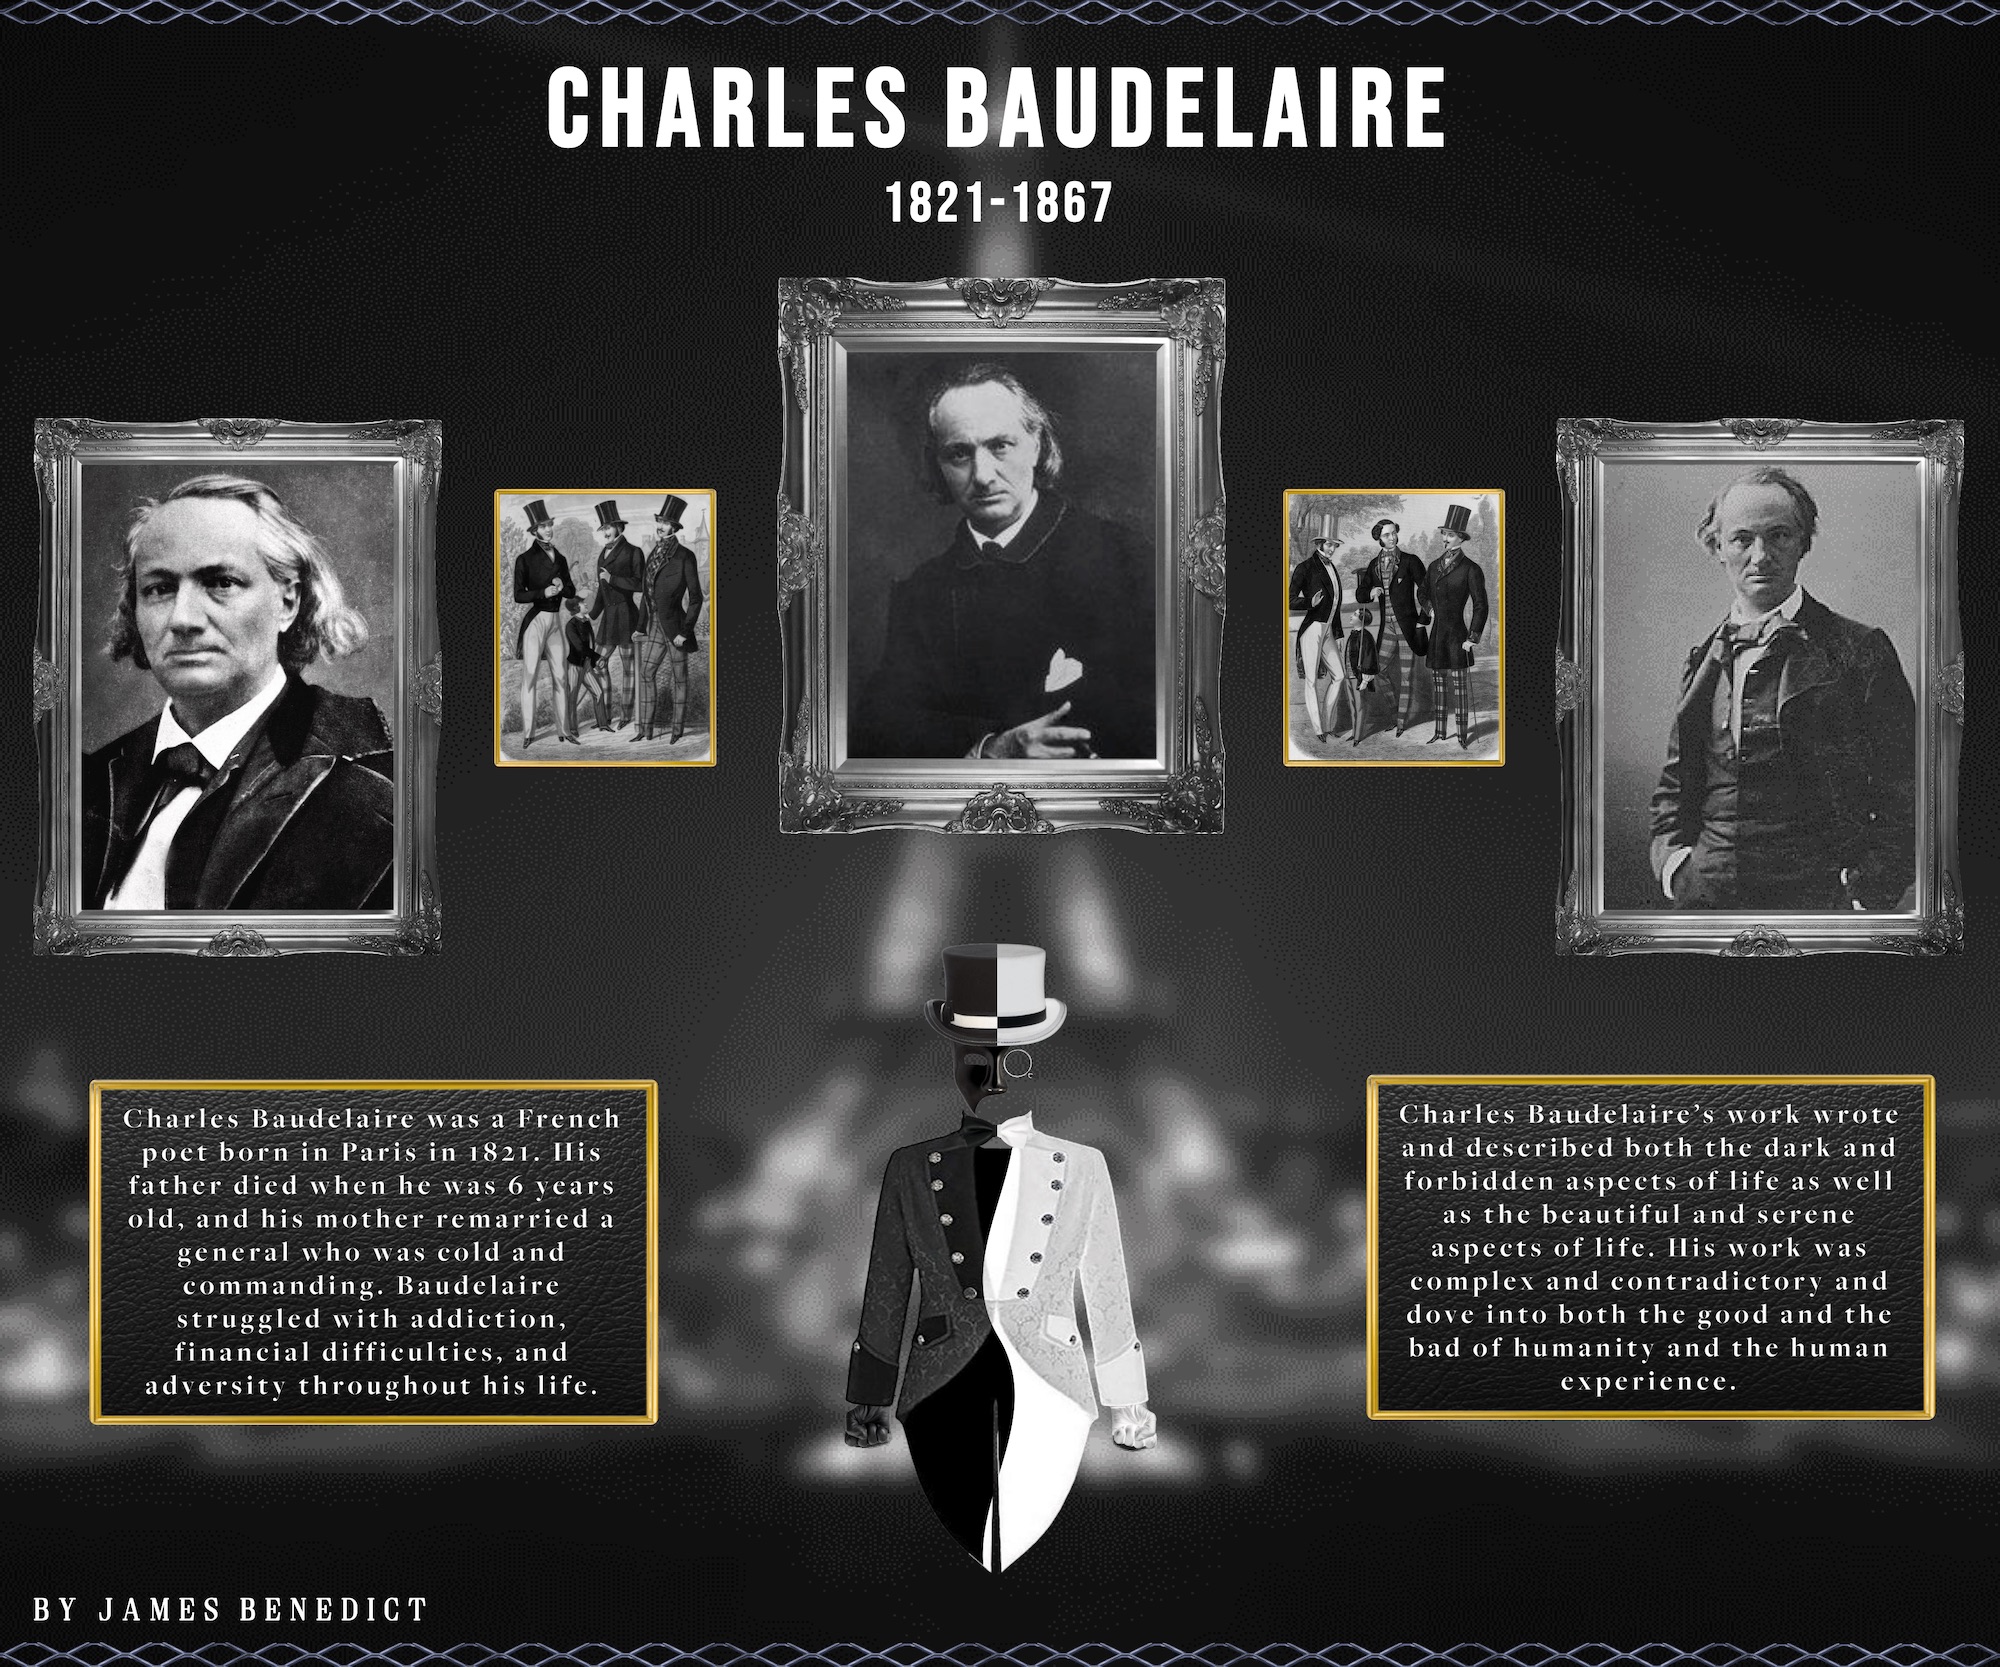 CHARLES BAUDELAIRE
1821-1867
Charles Baudelaire was a French
poet born in Paris in 1821. His
father died when he was 6 years
old, and his mother remarried a
general who was cold and
commanding. Baudelaire
struggled with addiction,
financial difficulties, and
adversity throughout his life.
Charles Baudelaire’s work wrote
and described both the dark and
forbidden aspects of life as well
as the beautiful and serene
aspects of life. His work was
complex and contradictory and
dove into both the good and the
bad of humanity and the human
experience.
BY JAMES BENEDICT